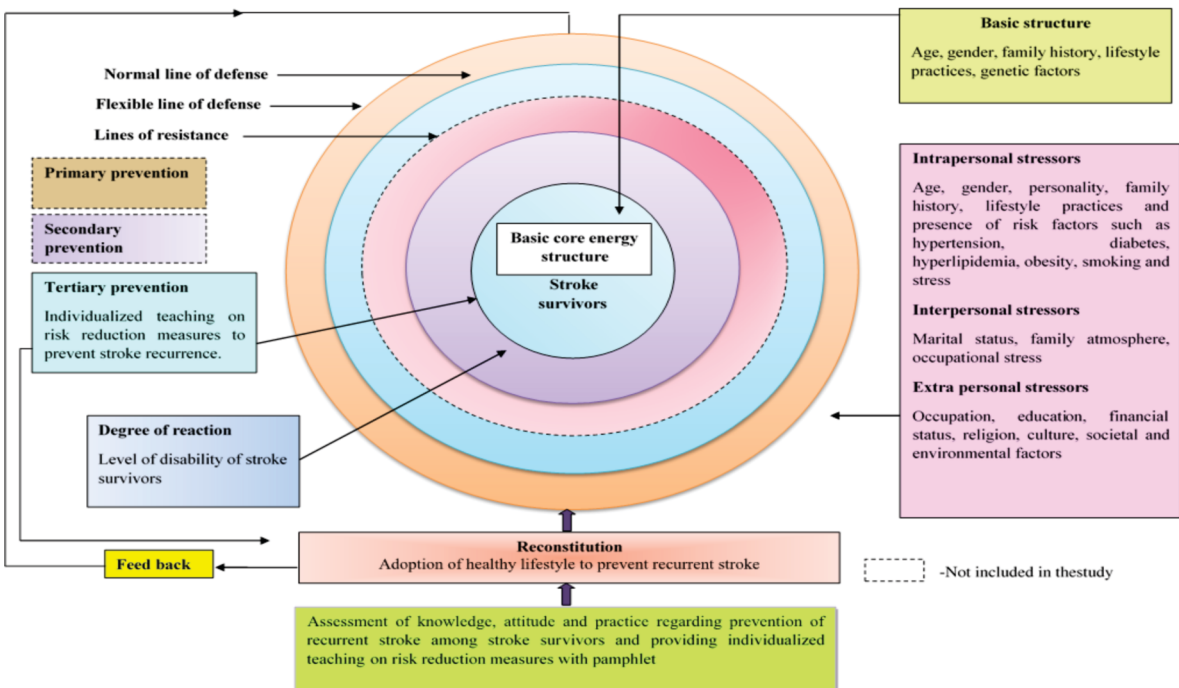 Basic structure
Age, gender, family history, lifestyle
practices, genetic factors
Normal line of defense
Flexible line of defense
Lines of resistance
Primary prevention
Secondary
prevention
Tertiary prevention
Individualized teaching on
risk reduction measures to
prevent stroke recurrence.
Degree of reaction
Level of disability of stroke
survivors
Basic core energy
structure
Stroke
survivors
Intrapersonal stressors
Age, gender, personality, family
history, lifestyle practices and
presence of risk factors such as
hypertension, diabetes,
hyperlipidemia, obesity, smoking and
stress
Interpersonal stressors
Marital status, family atmosphere,
occupational stress
Extra personal stressors
Occupation, education, financial
status, religion, culture, societal and
environmental factors
Feed back
Reconstitution
Adoption of healthy lifestyle to prevent recurrent stroke
-Not included in thestudy
Assessment of knowledge, attitude and practice regarding prevention of
recurrent stroke among stroke survivors and providing individualized
teaching on risk reduction measures with pamphlet